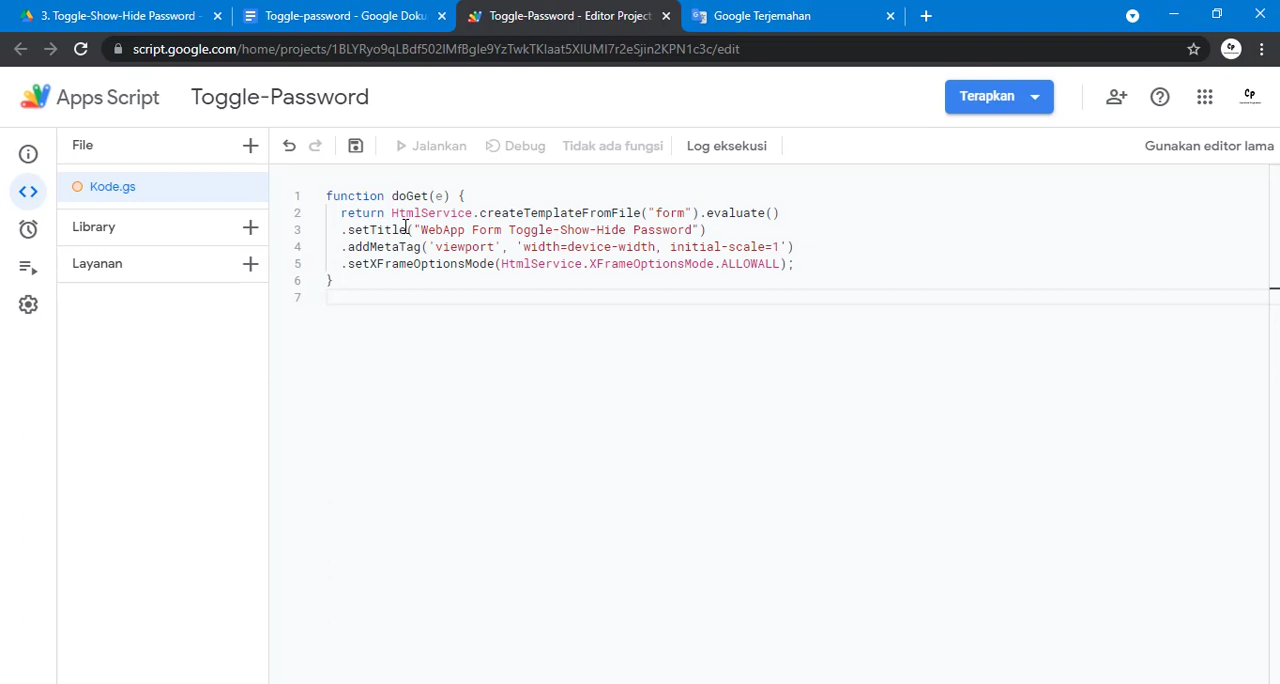 3. Toggle-Show-Hide Password -
Toggle-password - Google Doku
Toggle-Password - Editor Project
Google Terjemahan
script.google.com/home/projects/1BLYRyo9qLBdf502IMfBgle9YzTwkTKlaat5XIUMI7r2eSjin2KPN1c3c/edit
Apps Script
Toggle-Password
Terapkan
Cp
File
Jalankan
Debug
Tidak ada fungsi
Log eksekusi
Gunakan editor lama
Kode.gs
Library
Layanan
1 function doGet(e) {
2 return HtmlService.createTemplateFromFile("form").evaluate()
3 .setTitle("WebApp Form Toggle-Show-Hide Password")
4 .addMetaTag('viewport', 'width=device-width, initial-scale=1')
5 .setXFrameOptionsMode(HtmlService.XFrameOptionsMode.ALLOWALL);
6 }
7